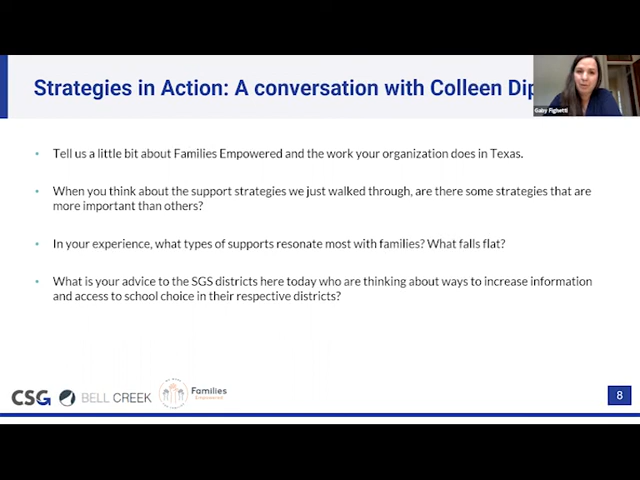 Strategies in Action: A conversation with Colleen Dip
Gaby Fighetti
Tell us a little bit about Families Empowered and the work your organization does in Texas.
When you think about the support strategies we just walked through, are there some strategies that are
more important than others?
In your experience, what types of supports resonate most with families? What falls flat?
What is your advice to the SGS districts here today who are thinking about ways to increase information
and access to school choice in their respective districts?
CSG BELL CREEK Families
Empowered
8